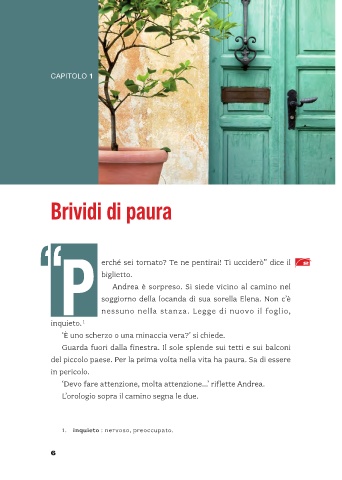 CAPITOLO 1
Brividi di paura
“Perché sei tornato? Te ne pentirai! Ti ucciderò” dice il
biglietto.
Andrea è sorpreso. Si siede vicino al camino nel
soggiorno della locanda di sua sorella Elena. Non c’è
nessuno nella stanza. Legge di nuovo il foglio,
inquieto.¹
‘È uno scherzo o una minaccia vera?’ si chiede.
Guarda fuori dalla finestra. Il sole splende sui tetti e sui balconi
del piccolo paese. Per la prima volta nella vita ha paura. Sa di essere
in pericolo.
‘Devo fare attenzione, molta attenzione...’ riflette Andrea.
L’orologio sopra il camino segna le due.
1. inquieto : nervoso, preoccupato.
6